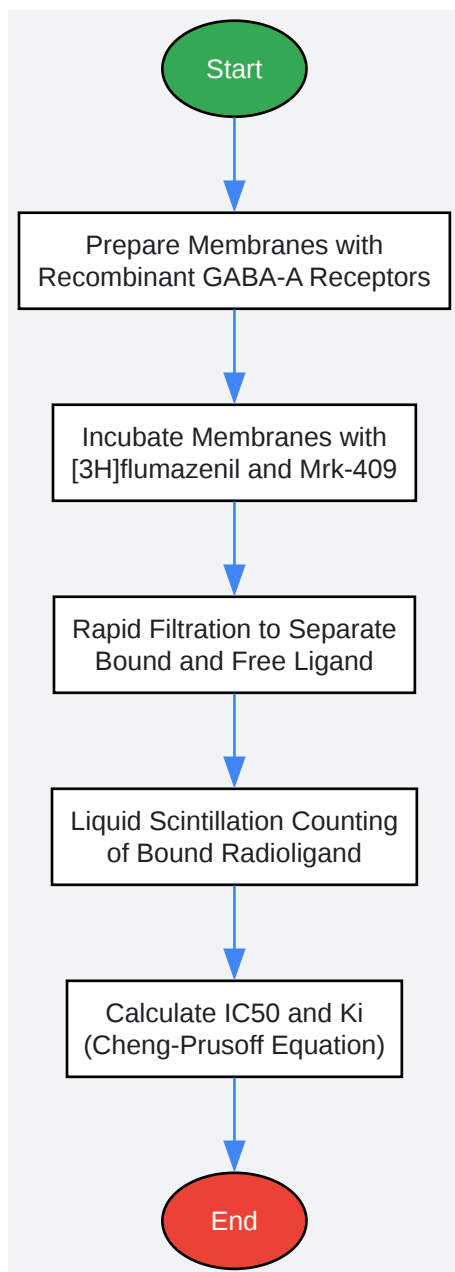 Start
Prepare Membranes with
Recombinant GABA-A Receptors
Incubate Membranes with
[3H]flumazenil and Mrk-409
Rapid Filtration to Separate
Bound and Free Ligand
Liquid Scintillation Counting
of Bound Radioligand
Calculate IC50 and Ki
(Cheng-Prusoff Equation)
End